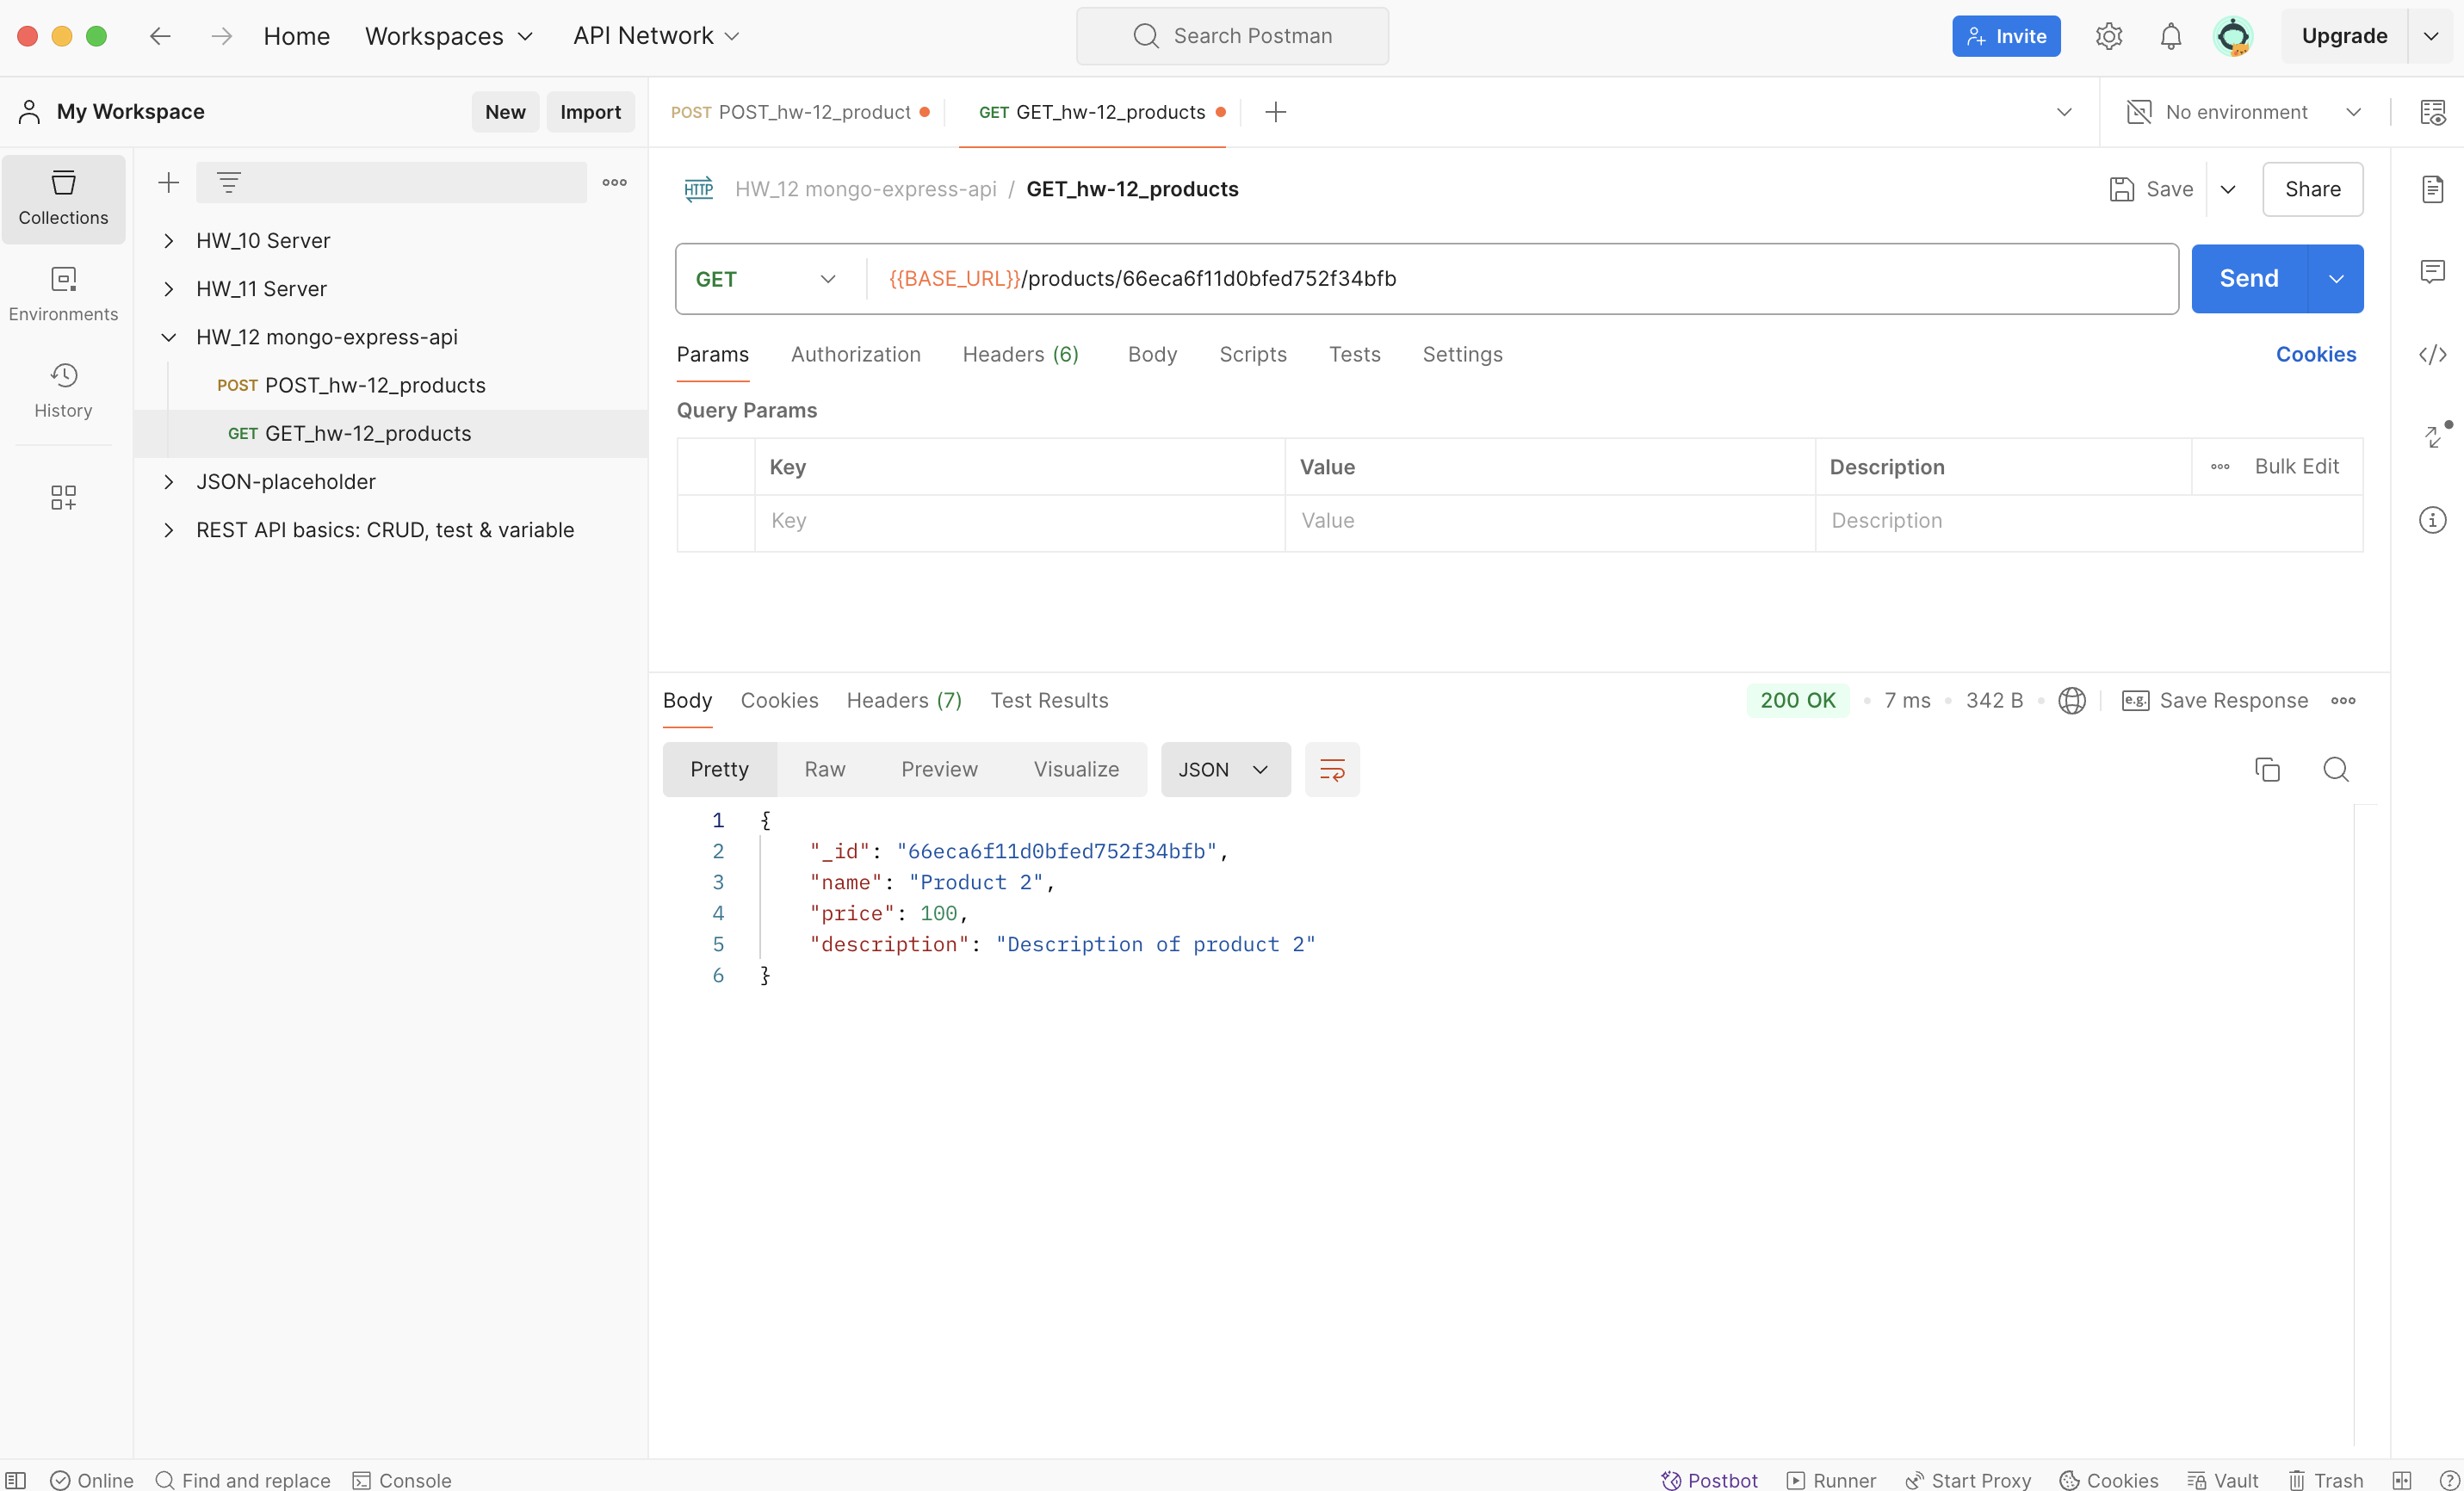 Home Workspaces API Network Search Postman Invite Upgrade
My Workspace New Import POST POST_hw-12_product GET GET_hw-12_products No environment
Collections
Environments
History
HW_10 Server
HW_11 Server
HW_12 mongo-express-api
POST POST_hw-12_products
GET GET_hw-12_products
JSON-placeholder
REST API basics: CRUD, test & variable
HTTP HW_12 mongo-express-api / GET_hw-12_products Save Share
GET {{BASE_URL}}/products/66eca6f11d0bfed752f34bfb Send
Params Authorization Headers (6) Body Scripts Tests Settings Cookies
Query Params
Key Value Description Bulk Edit
Key Value Description
Body Cookies Headers (7) Test Results 200 OK 7 ms 342 B e.g. Save Response
Pretty Raw Preview Visualize JSON
1 {
2 "_id": "66eca6f11d0bfed752f34bfb",
3 "name": "Product 2",
4 "price": 100,
5 "description": "Description of product 2"
6 }
Online Find and replace Console Postbot Runner Start Proxy Cookies Vault Trash